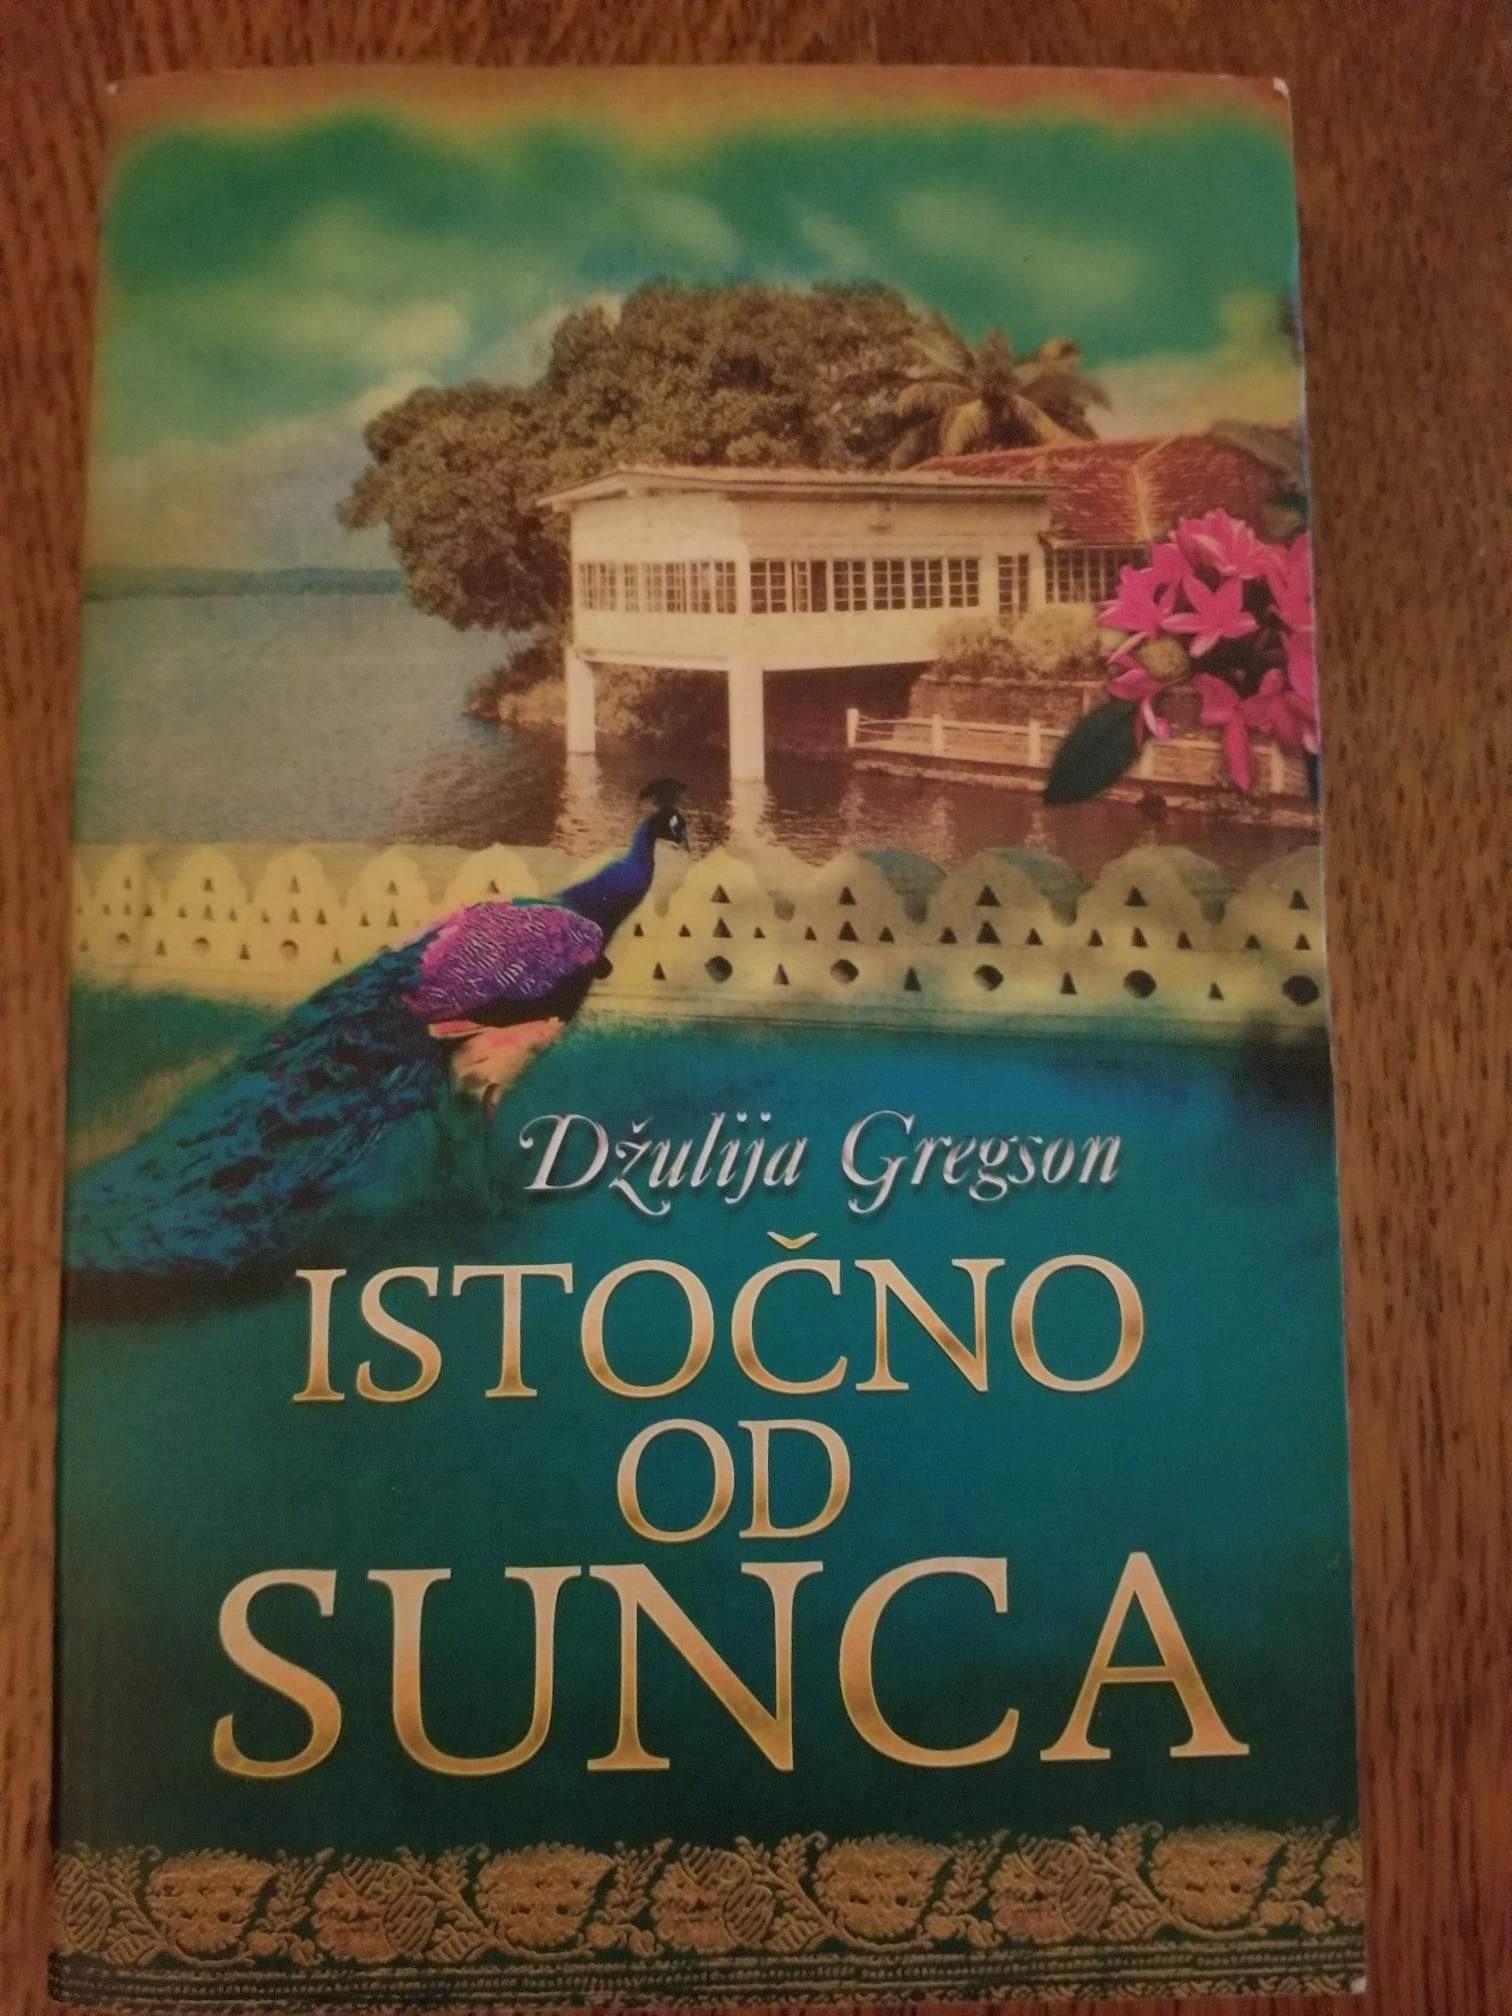 Džulija Gregson
ISTOČNO
OD
SUNCA